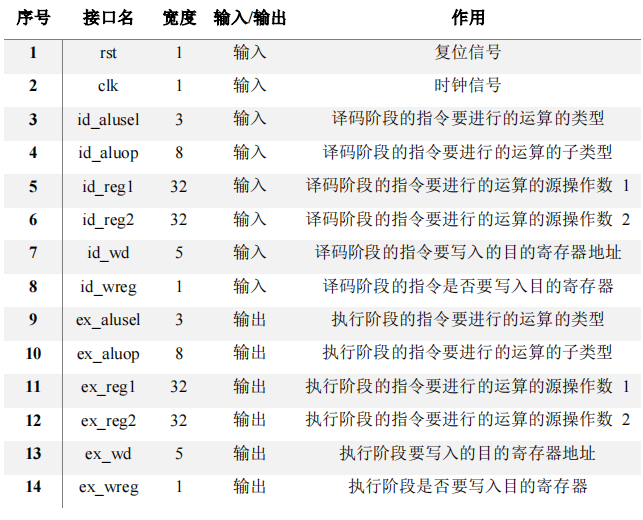 序号 接口名 宽度 输入/输出 作用
1 rst 1 输入 复位信号
2 clk 1 输入 时钟信号
3 id_alusel 3 输入 译码阶段的指令要进行的运算的类型
4 id_aluop 8 输入 译码阶段的指令要进行的运算的子类型
5 id_reg1 32 输入 译码阶段的指令要进行的运算的源操作数 1
6 id_reg2 32 输入 译码阶段的指令要进行的运算的源操作数 2
7 id_wd 5 输入 译码阶段的指令要写入的目的寄存器地址
8 id_wreg 1 输入 译码阶段的指令是否要写入目的寄存器
9 ex_alusel 3 输出 执行阶段的指令要进行的运算的类型
10 ex_aluop 8 输出 执行阶段的指令要进行的运算的子类型
11 ex_reg1 32 输出 执行阶段的指令要进行的运算的源操作数 1
12 ex_reg2 32 输出 执行阶段的指令要进行的运算的源操作数 2
13 ex_wd 5 输出 执行阶段要写入的目的寄存器地址
14 ex_wreg 1 输出 执行阶段是否要写入目的寄存器